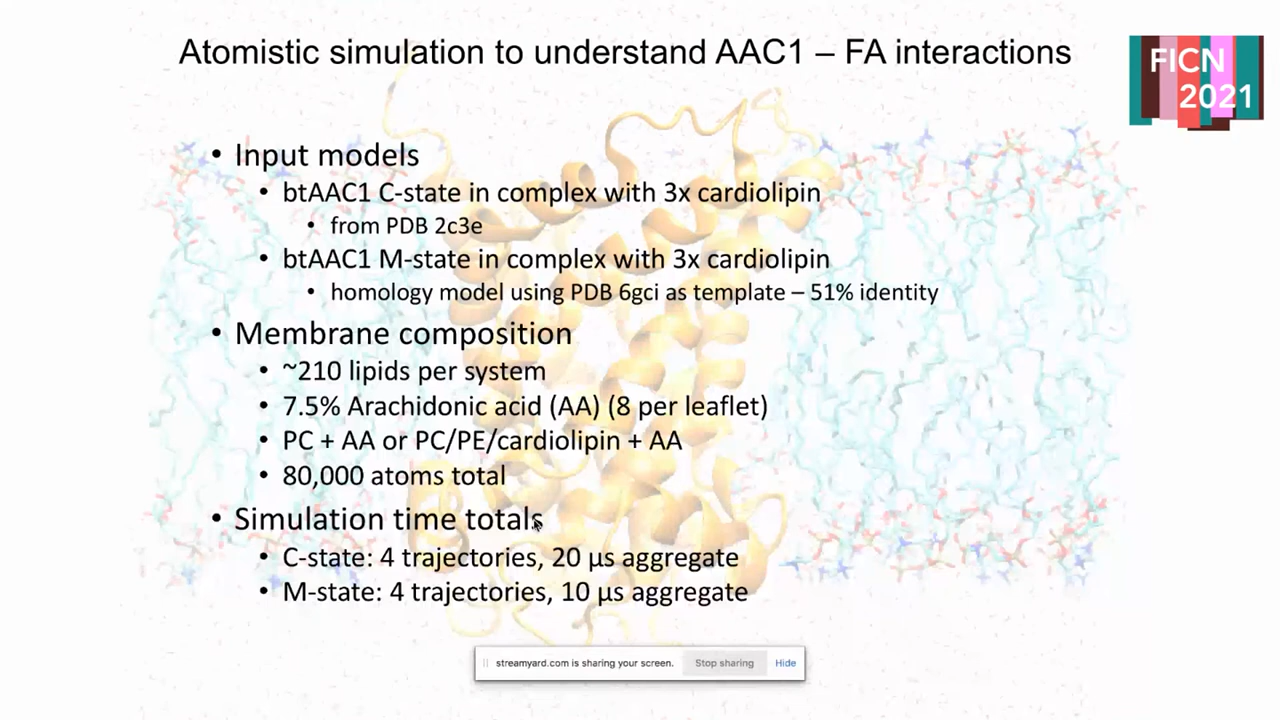 Atomistic simulation to understand AAC1 – FA interactions
FICN
2021
• Input models
• btAAC1 C-state in complex with 3x cardiolipin
• from PDB 2c3e
• btAAC1 M-state in complex with 3x cardiolipin
• homology model using PDB 6gci as template – 51% identity
• Membrane composition
• ~210 lipids per system
• 7.5% Arachidonic acid (AA) (8 per leaflet)
• PC + AA or PC/PE/cardiolipin + AA
• 80,000 atoms total
• Simulation time totals
• C-state: 4 trajectories, 20 μs aggregate
• M-state: 4 trajectories, 10 μs aggregate
streamyard.com is sharing your screen. Stop sharing Hide